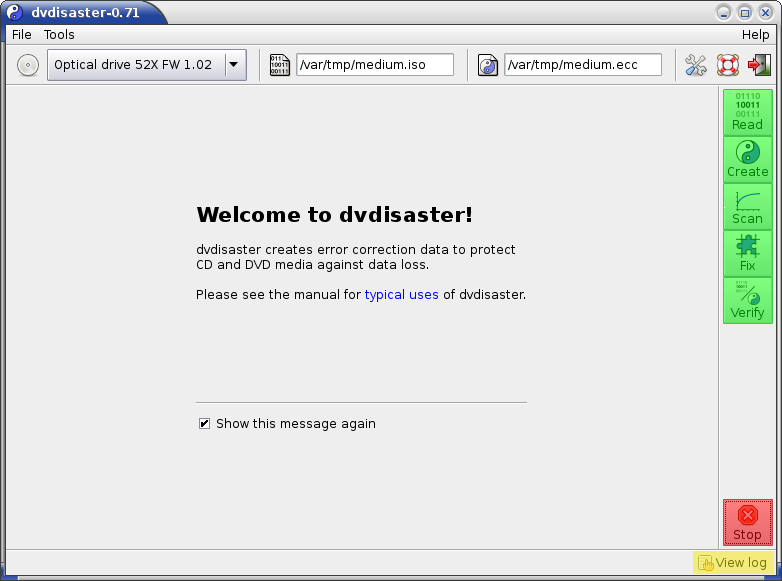 dvdisaster-0.71
File Tools Help
Optical drive 52X FW 1.02
011
10011
00111
/var/tmp/medium.iso
/var/tmp/medium.ecc
01110
10011
00111
Read
Create
Scan
Fix
Verify
Welcome to dvdisaster!
dvdisaster creates error correction data to protect
CD and DVD media against data loss.
Please see the manual for typical uses of dvdisaster.
Show this message again
Stop
View log